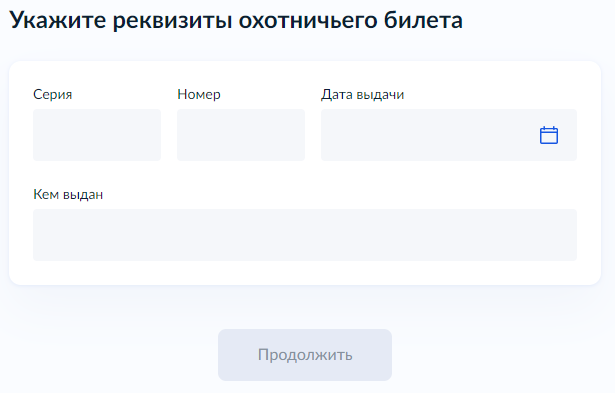 Укажите реквизиты охотничьего билета
Серия Номер Дата выдачи
Кем выдан
Продолжить